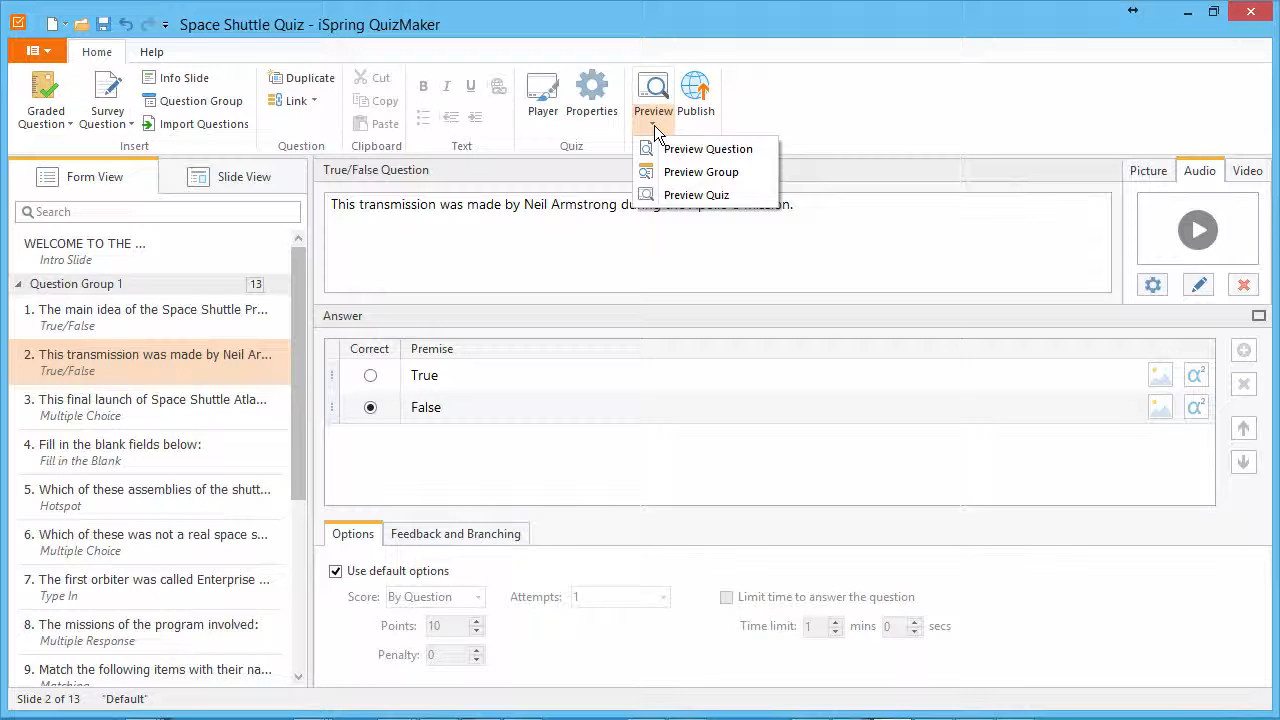 Space Shuttle Quiz - iSpring QuizMaker
Home Help
Graded Question
Survey Question
Info Slide
Question Group
Import Questions
Insert
Duplicate
Link
Question
Cut
Copy
Paste
Clipboard
B I U
Text
Player
Properties
Quiz
Preview
Publish
Preview Question
Preview Group
Preview Quiz
Form View
Slide View
Search
WELCOME TO THE ...
Intro Slide
Question Group 1 13
1. The main idea of the Space Shuttle Pr...
True/False
2. This transmission was made by Neil Ar...
True/False
3. This final launch of Space Shuttle Atla...
Multiple Choice
4. Fill in the blank fields below:
Fill in the Blank
5. Which of these assemblies of the shutt...
Hotspot
6. Which of these was not a real space s...
Multiple Choice
7. The first orbiter was called Enterprise ...
Type In
8. The missions of the program involved:
Multiple Response
9. Match the following items with their na...
Matching
True/False Question
This transmission was made by Neil Armstrong
Picture Audio Video
Answer
Correct Premise
True α²
False α²
Options Feedback and Branching
Use default options
Score: By Question Attempts: 1 Limit time to answer the question
Points: 10 Time limit: 1 mins 0 secs
Penalty: 0
Slide 2 of 13 "Default"